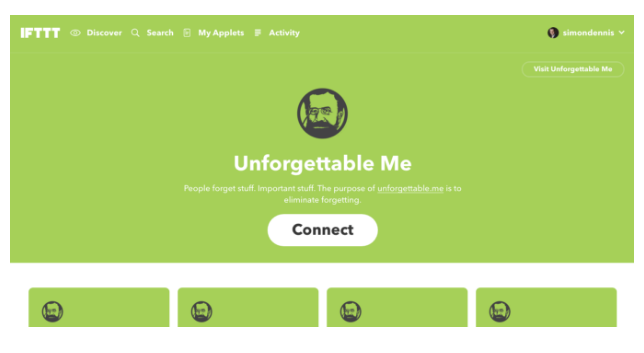 IFTTT Discover Search My Applets Activity simondennis
Visit Unforgettable Me
Unforgettable Me
People forget stuff. Important stuff. The purpose of unforgettable.me is to
eliminate forgetting.
Connect